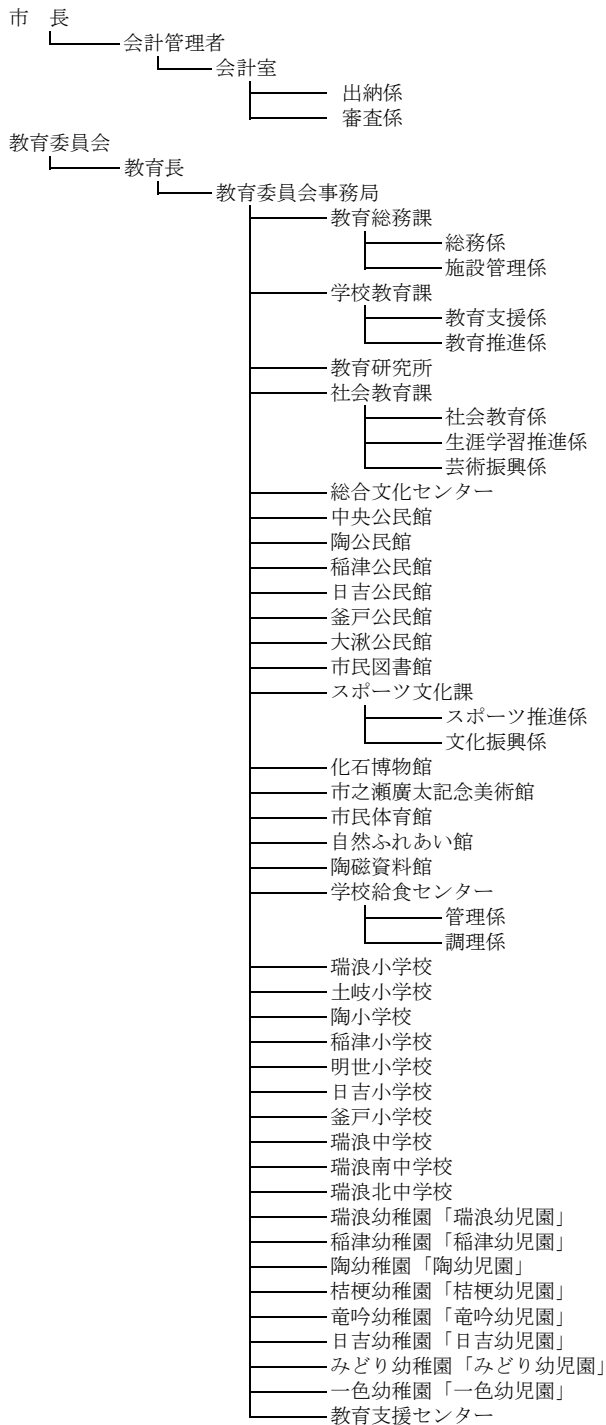 市　長
会計管理者
会計室
出納係
審査係
教育委員会
教育長
教育委員会事務局
教育総務課
総務係
施設管理係
学校教育課
教育支援係
教育推進係
教育研究所
社会教育課
社会教育係
生涯学習推進係
芸術振興係
総合文化センター
中央公民館
陶公民館
稲津公民館
日吉公民館
釜戸公民館
大湫公民館
市民図書館
スポーツ文化課
スポーツ推進係
文化振興係
化石博物館
市之瀬廣太記念美術館
市民体育館
自然ふれあい館
陶磁資料館
学校給食センター
管理係
調理係
瑞浪小学校
土岐小学校
陶小学校
稲津小学校
明世小学校
日吉小学校
釜戸小学校
瑞浪中学校
瑞浪南中学校
瑞浪北中学校
瑞浪幼稚園「瑞浪幼児園」
稲津幼稚園「稲津幼児園」
陶幼稚園「陶幼児園」
桔梗幼稚園「桔梗幼児園」
竜吟幼稚園「竜吟幼児園」
日吉幼稚園「日吉幼児園」
みどり幼稚園「みどり幼児園」
一色幼稚園「一色幼児園」
教育支援センター